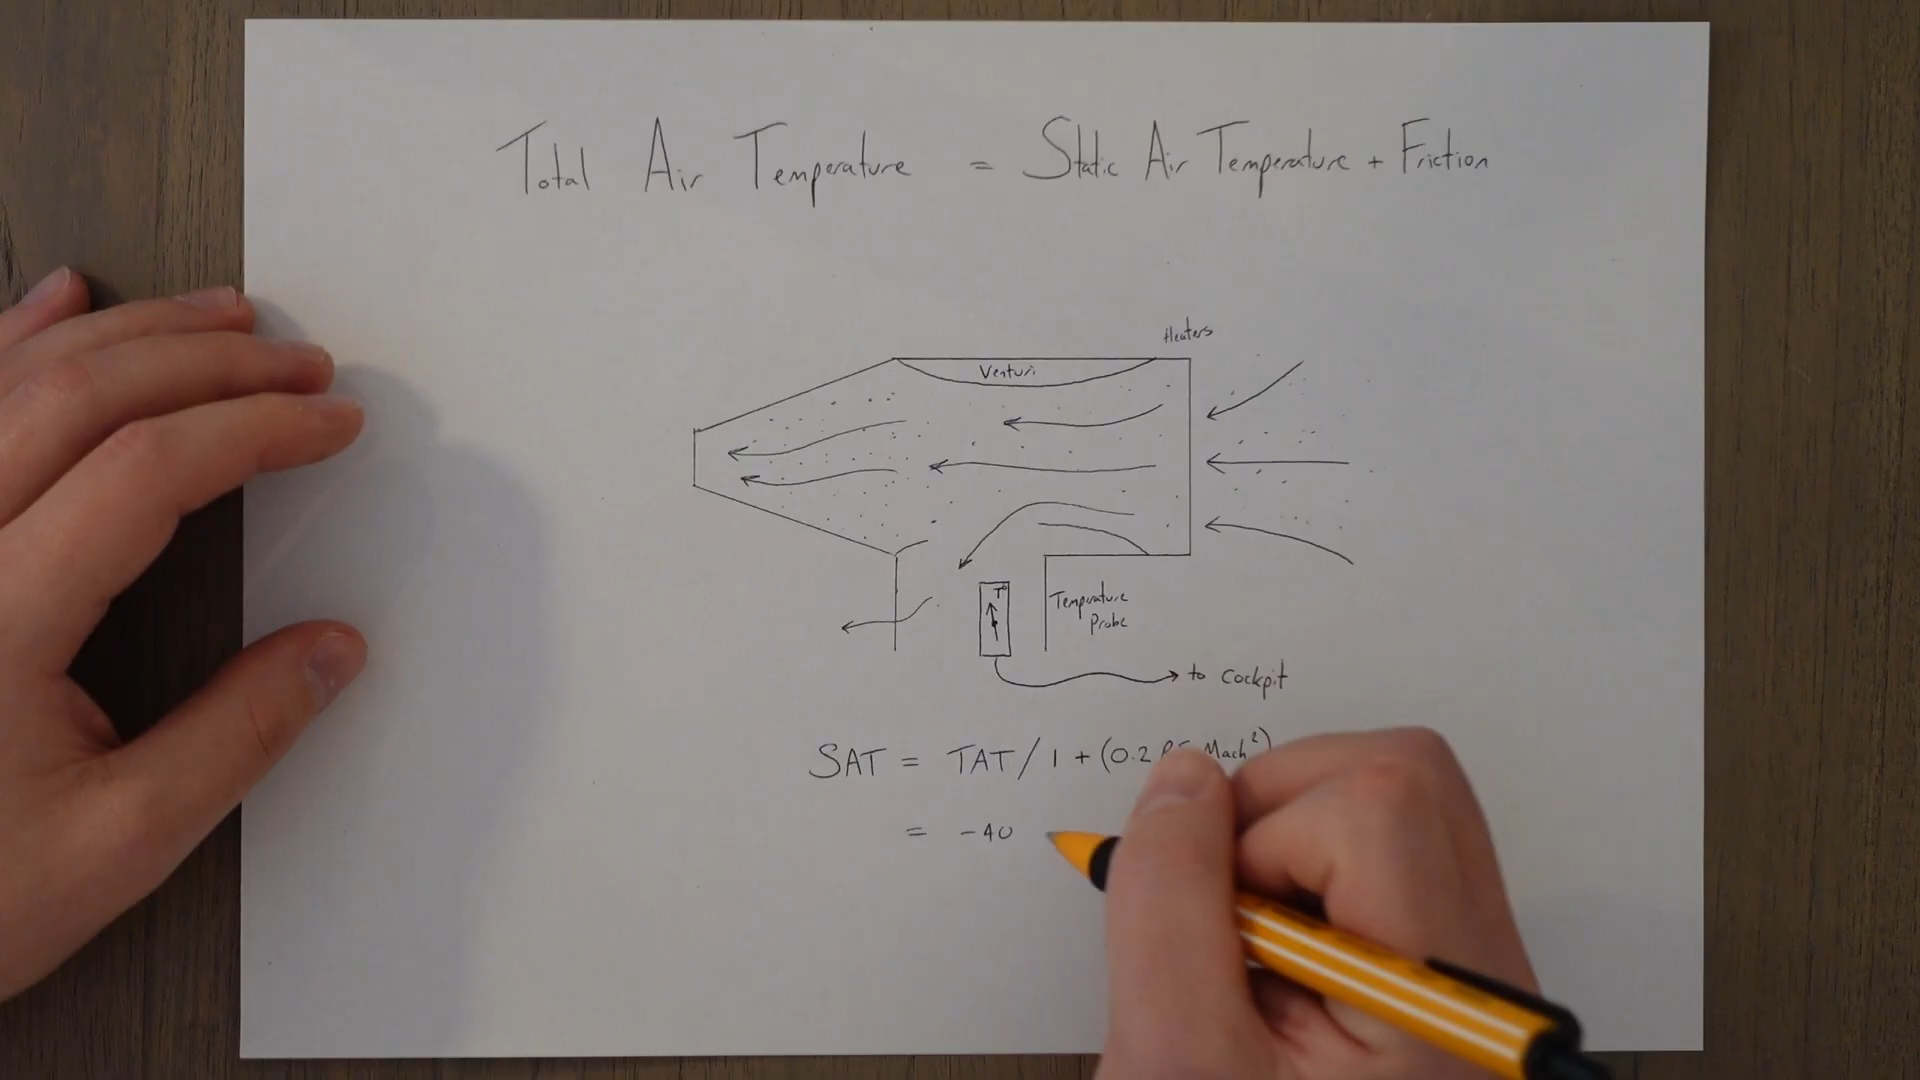 Total Air Temperature = Static Air Temperature + Friction
Heaters
Venturi
T°
Temperature
Probe
to cockpit
SAT = TAT / 1 + (0.2 Mach²)
= -40